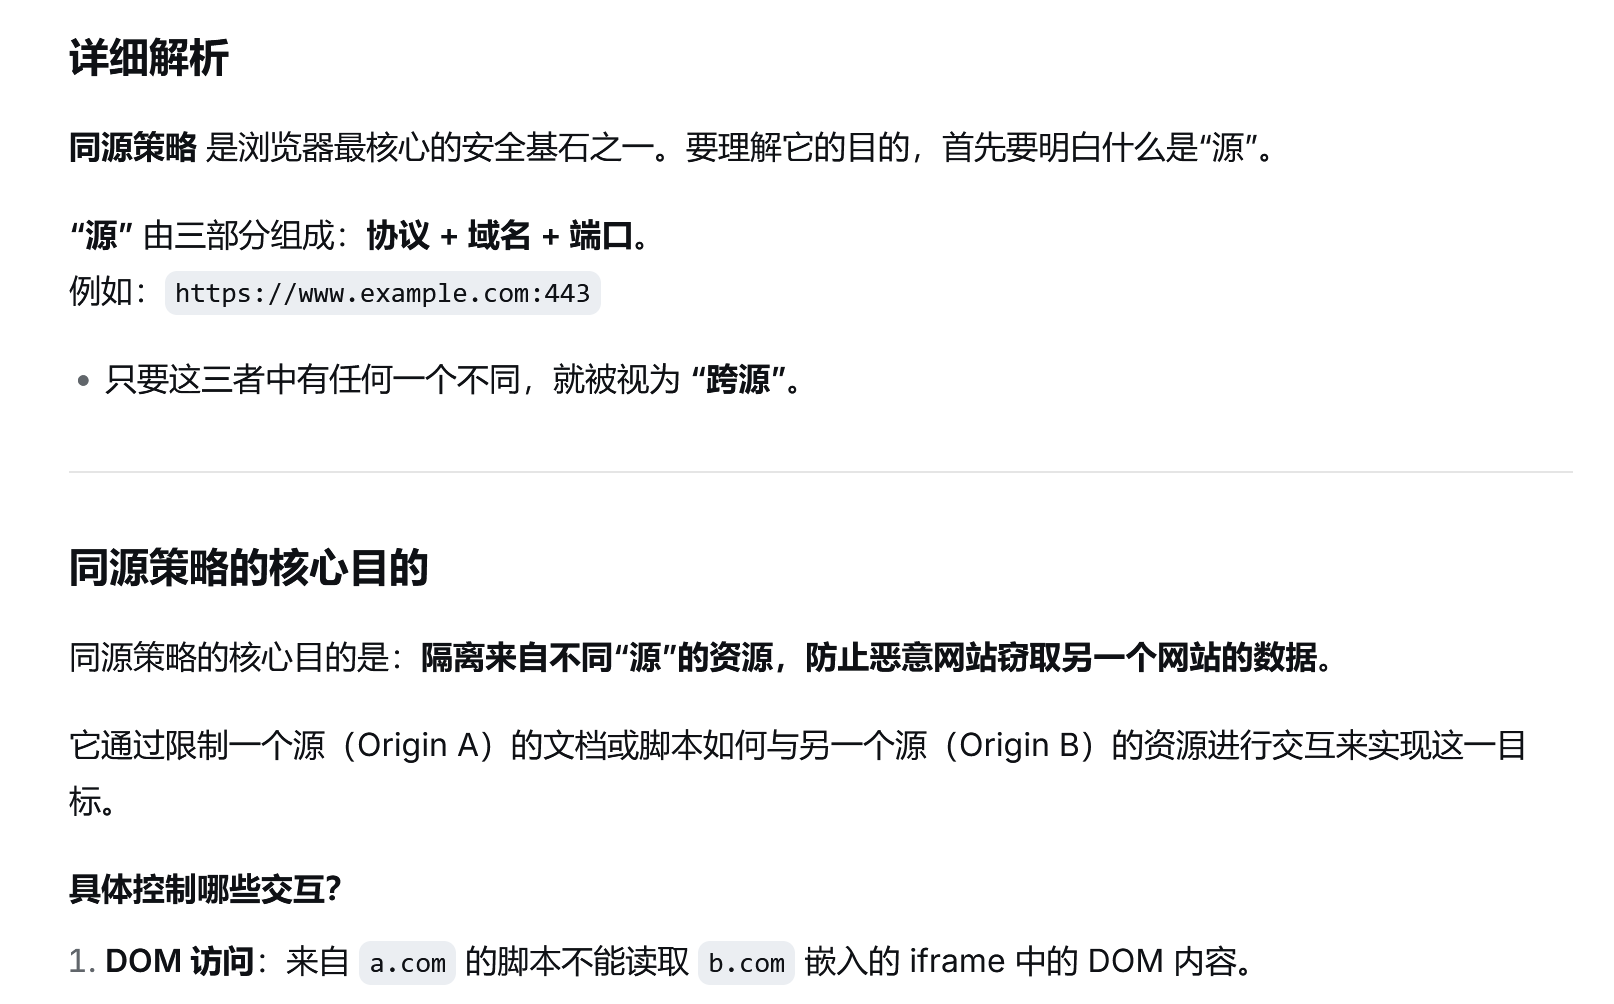 详细解析
同源策略 是浏览器最核心的安全基石之一。要理解它的目的，首先要明白什么是“源”。
“源” 由三部分组成：协议 + 域名 + 端口。
例如：https://www.example.com:443
• 只要这三者中有任何一个不同，就被视为 “跨源”。
同源策略的核心目的
同源策略的核心目的是：隔离来自不同“源”的资源，防止恶意网站窃取另一个网站的数据。
它通过限制一个源（Origin A）的文档或脚本如何与另一个源（Origin B）的资源进行交互来实现这一目
标。
具体控制哪些交互？
1. DOM 访问：来自 a.com 的脚本不能读取 b.com 嵌入的 iframe 中的 DOM 内容。